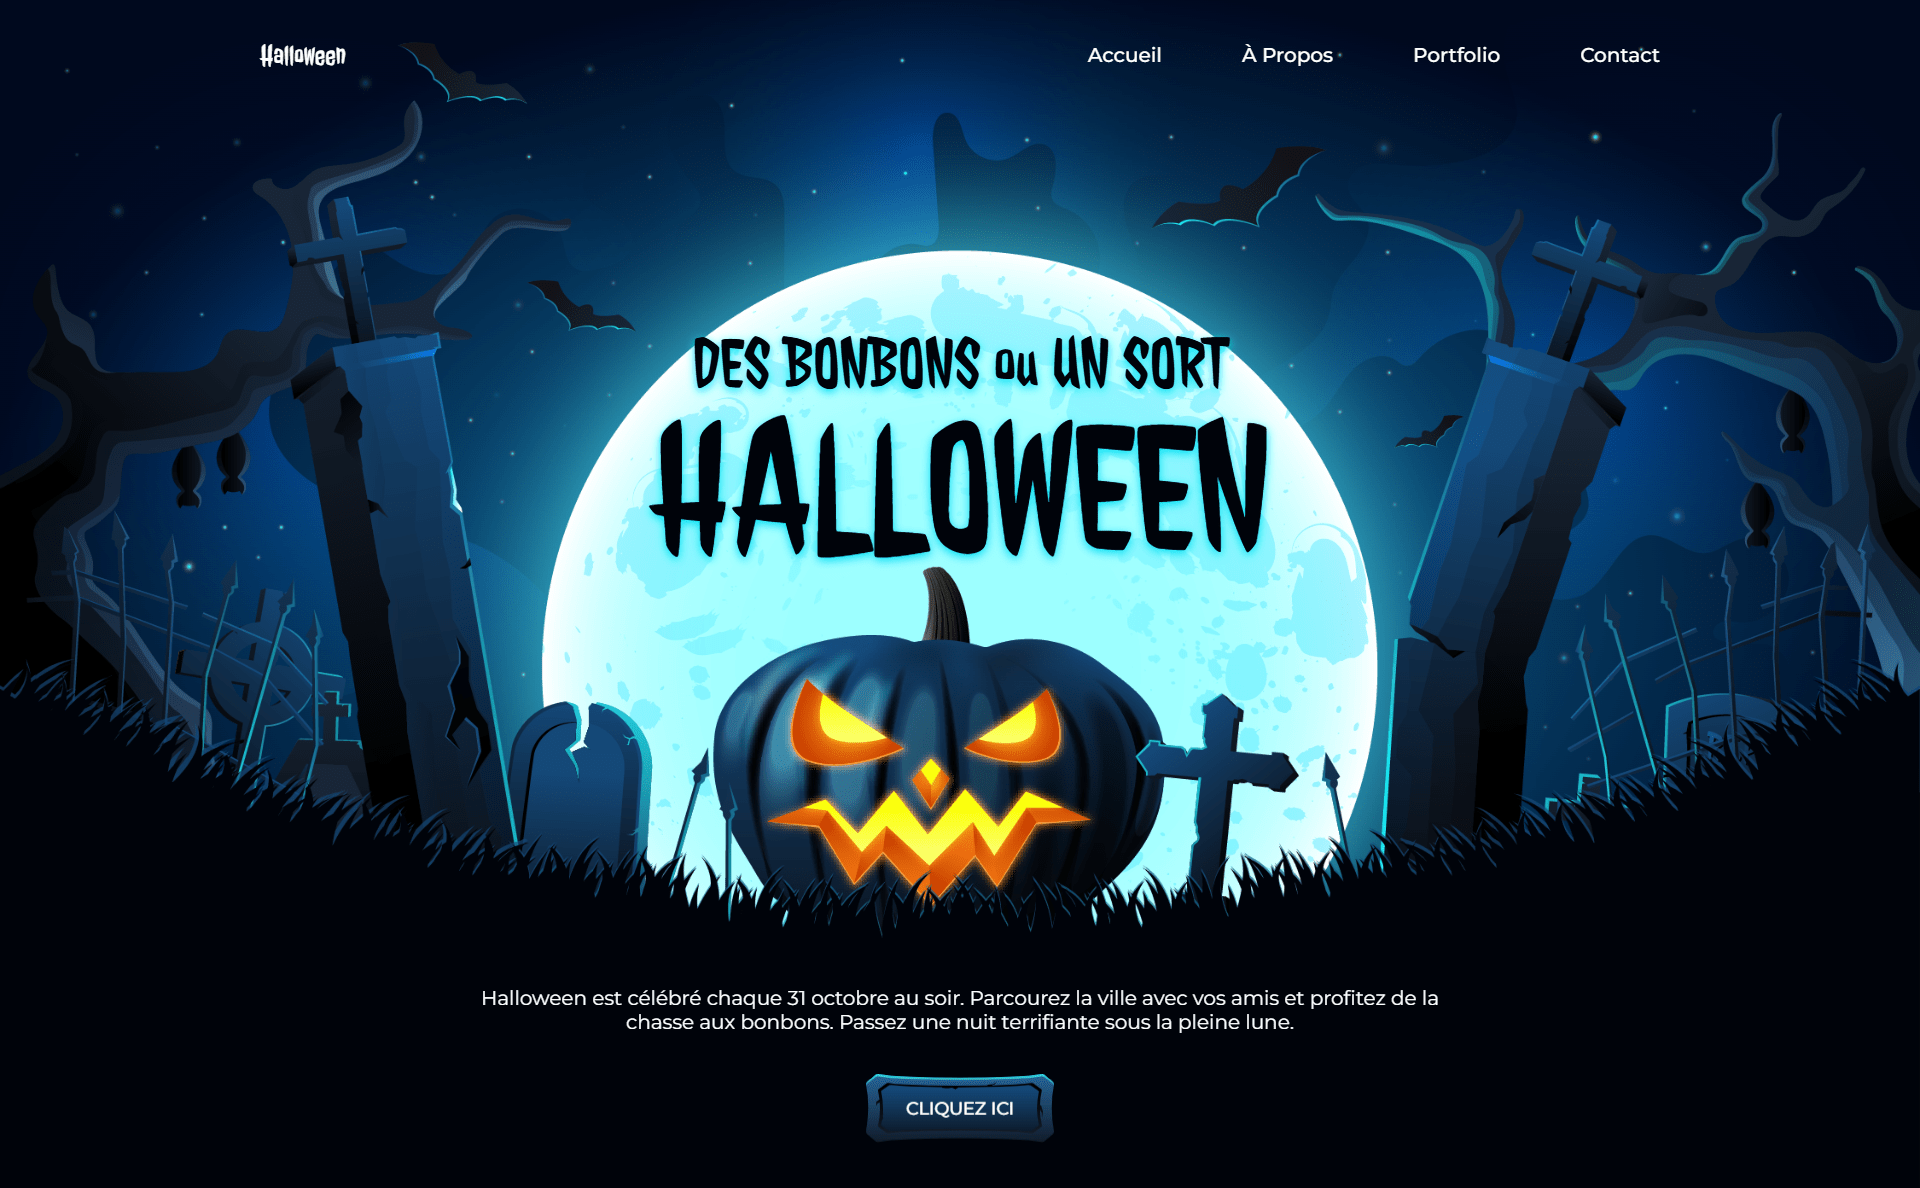 Halloween
Accueil
À Propos
Portfolio
Contact
DES BONBONS ou UN SORT
HALLOWEEN
Halloween est célébré chaque 31 octobre au soir. Parcourez la ville avec vos amis et profitez de la
chasse aux bonbons. Passez une nuit terrifiante sous la pleine lune.
CLIQUEZ ICI